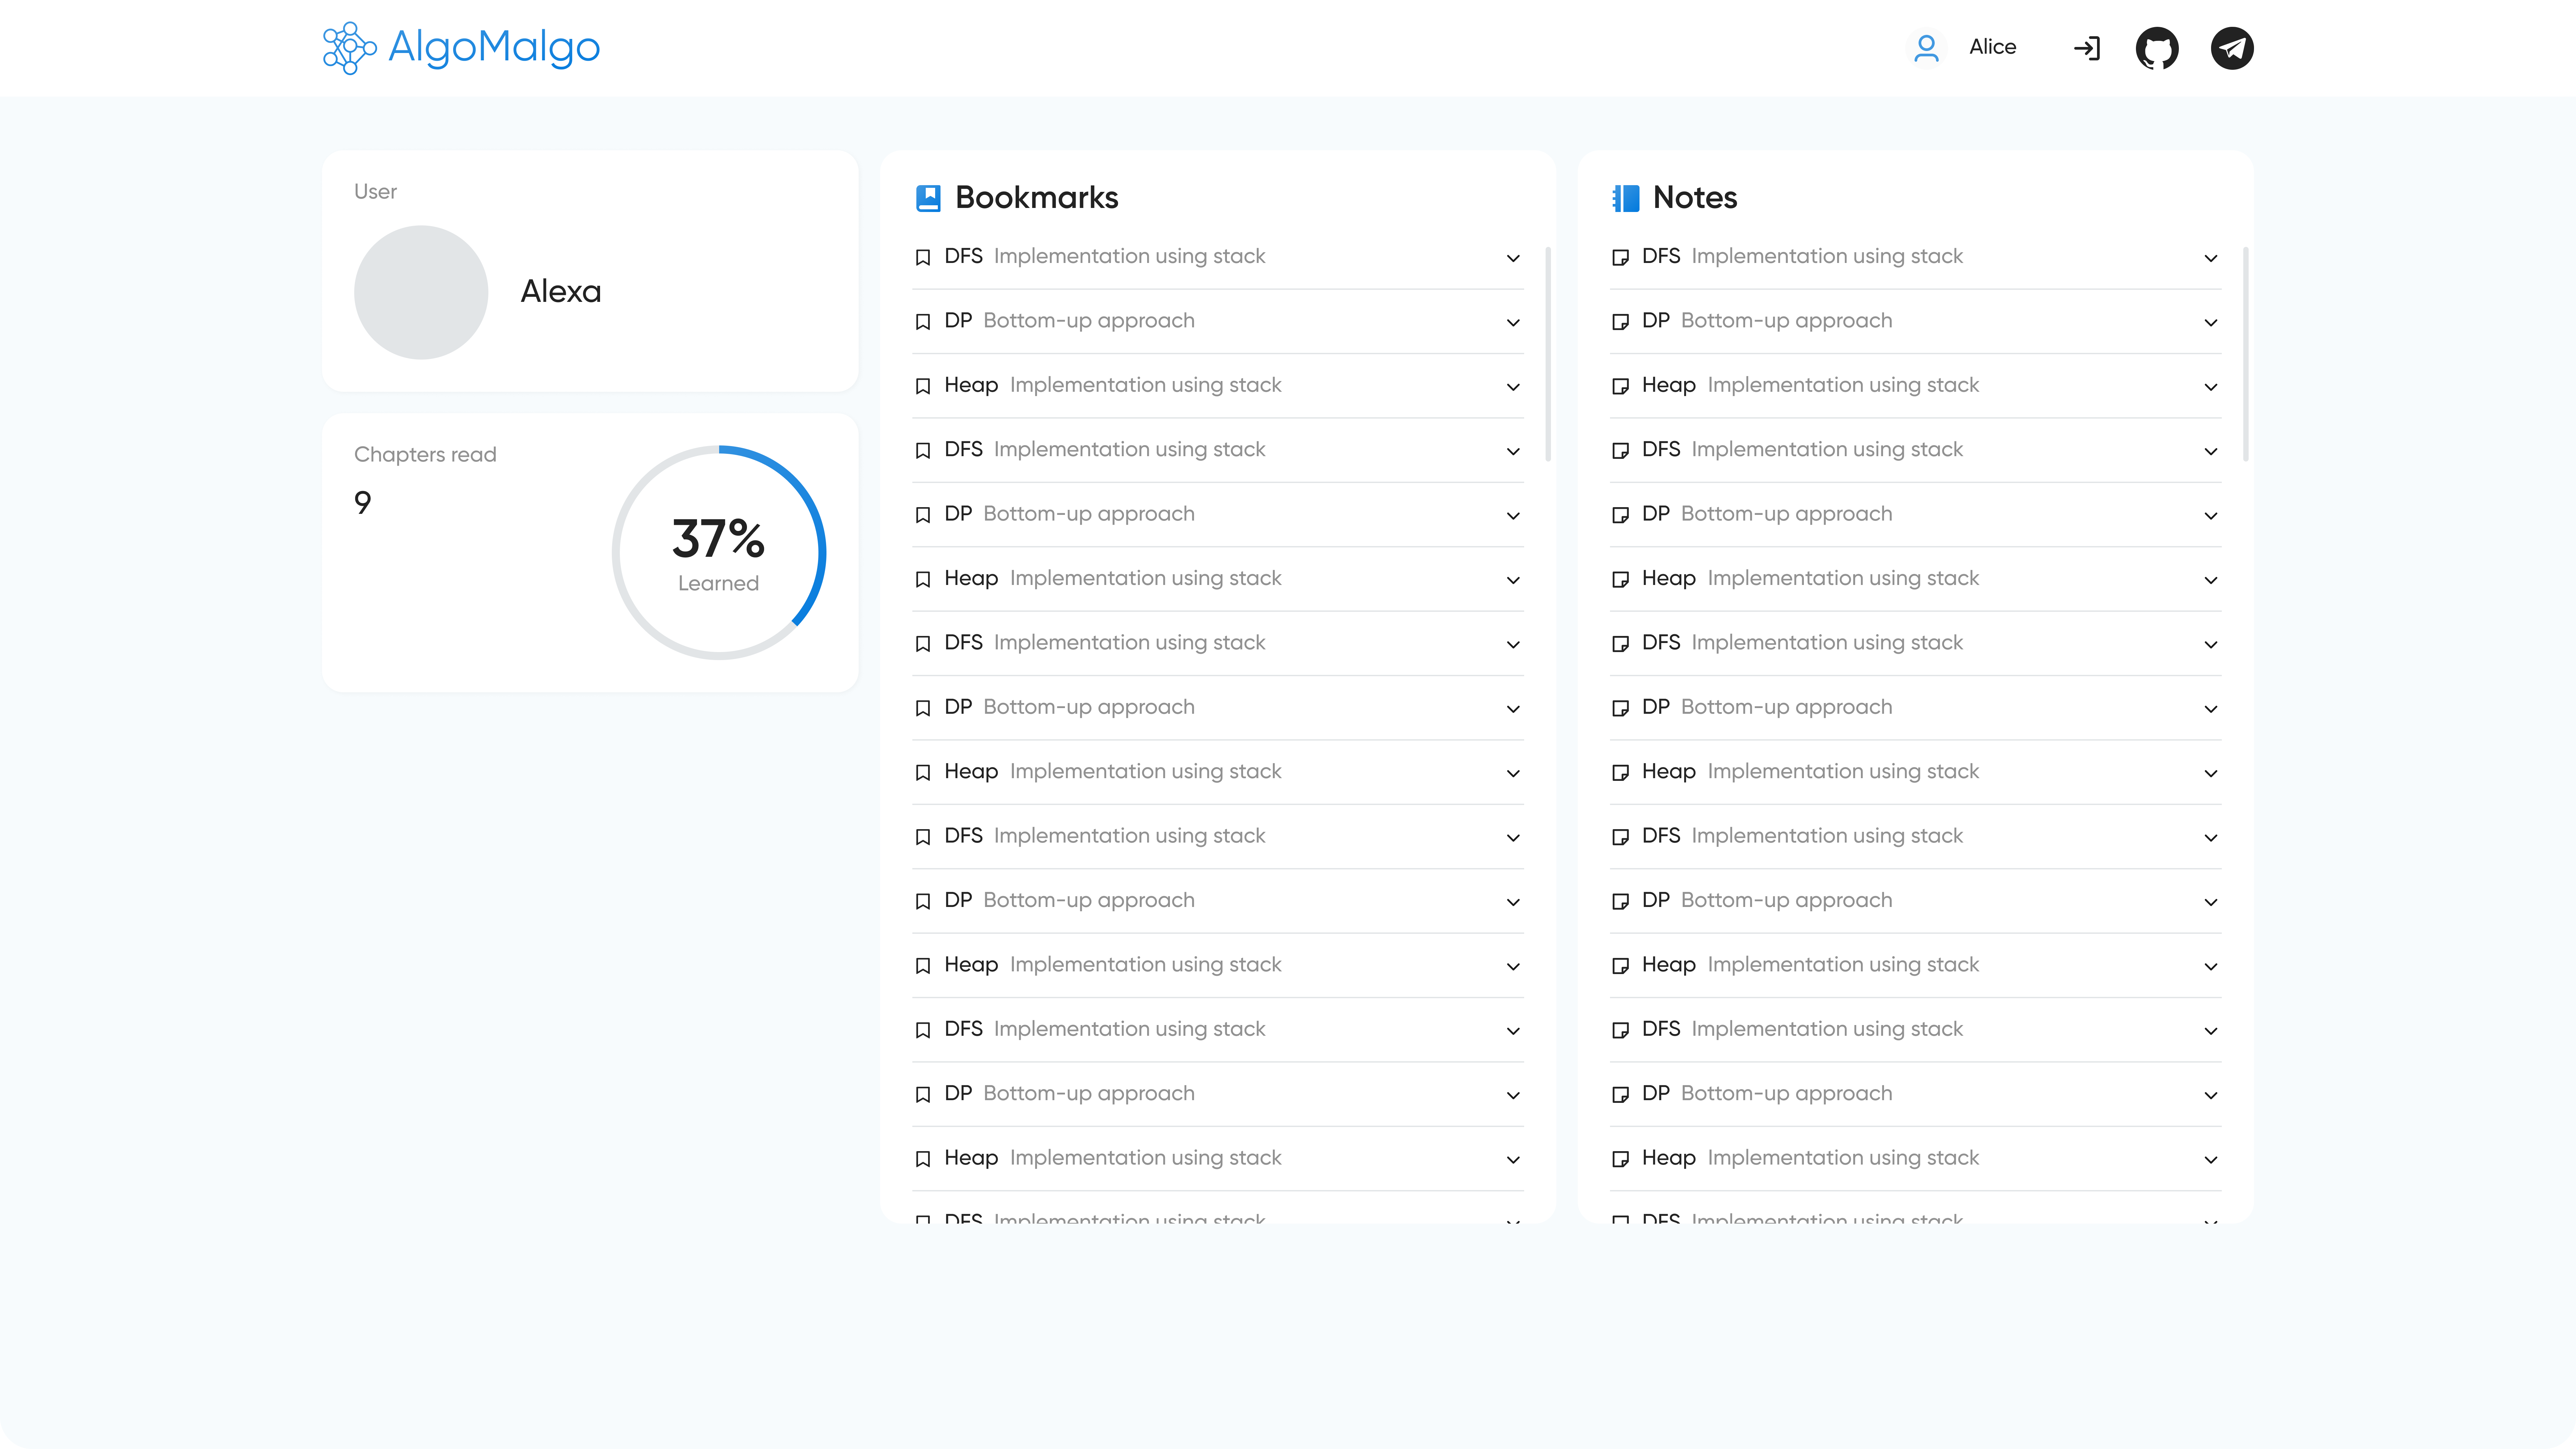 AlgoMalgo
Alice
User
Alexa
Chapters read
9
37%
Learned
Bookmarks
DFS Implementation using stack
DP Bottom-up approach
Heap Implementation using stack
DFS Implementation using stack
DP Bottom-up approach
Heap Implementation using stack
DFS Implementation using stack
DP Bottom-up approach
Heap Implementation using stack
DFS Implementation using stack
DP Bottom-up approach
Heap Implementation using stack
DFS Implementation using stack
DP Bottom-up approach
Heap Implementation using stack
DFS Implementation using stack
Notes
DFS Implementation using stack
DP Bottom-up approach
Heap Implementation using stack
DFS Implementation using stack
DP Bottom-up approach
Heap Implementation using stack
DFS Implementation using stack
DP Bottom-up approach
Heap Implementation using stack
DFS Implementation using stack
DP Bottom-up approach
Heap Implementation using stack
DFS Implementation using stack
DP Bottom-up approach
Heap Implementation using stack
DFS Implementation using stack